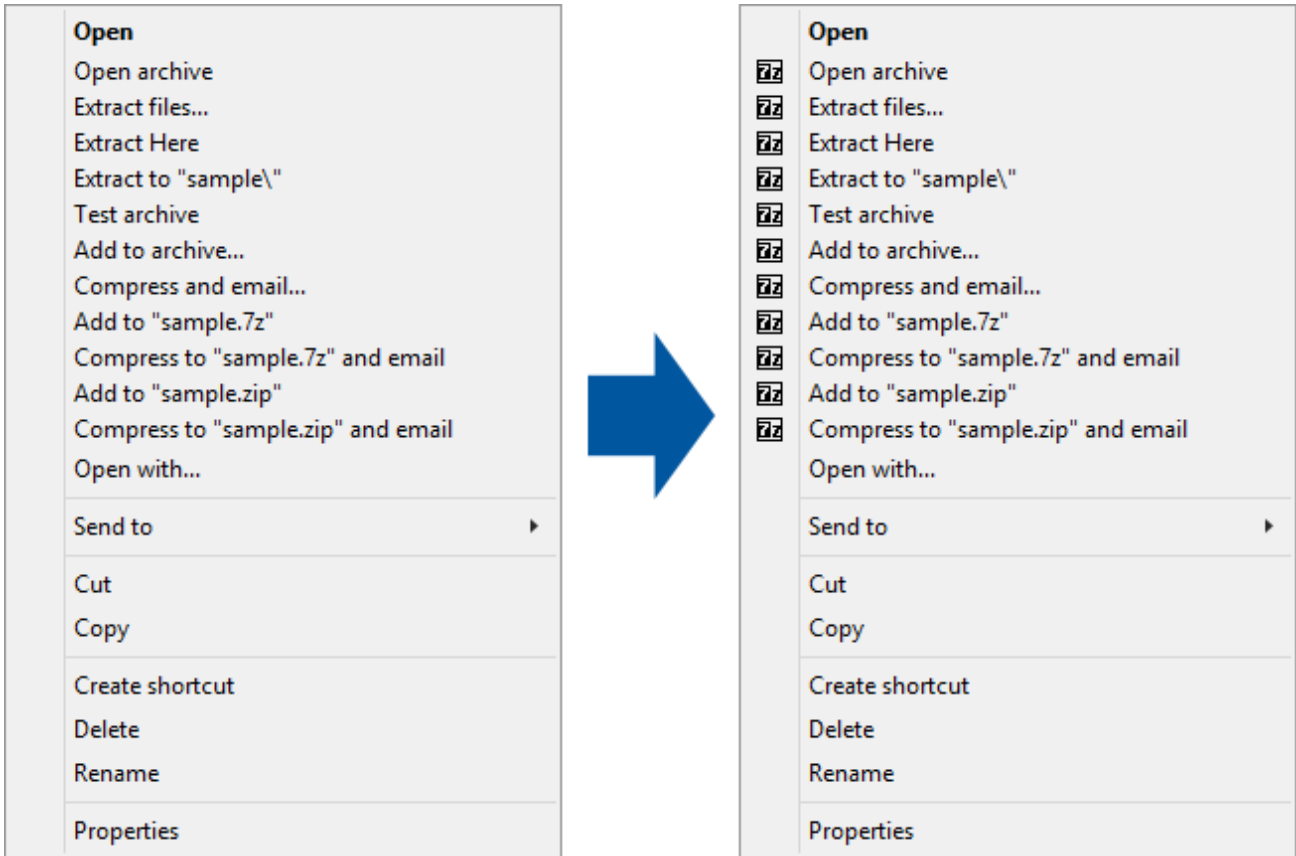 Open
Open archive
Extract files...
Extract Here
Extract to "sample\"
Test archive
Add to archive...
Compress and email...
Add to "sample.7z"
Compress to "sample.7z" and email
Add to "sample.zip"
Compress to "sample.zip" and email
Open with...
Send to
Cut
Copy
Create shortcut
Delete
Rename
Properties
Open
7z Open archive
7z Extract files...
7z Extract Here
7z Extract to "sample\"
7z Test archive
7z Add to archive...
7z Compress and email...
7z Add to "sample.7z"
7z Compress to "sample.7z" and email
7z Add to "sample.zip"
7z Compress to "sample.zip" and email
Open with...
Send to
Cut
Copy
Create shortcut
Delete
Rename
Properties